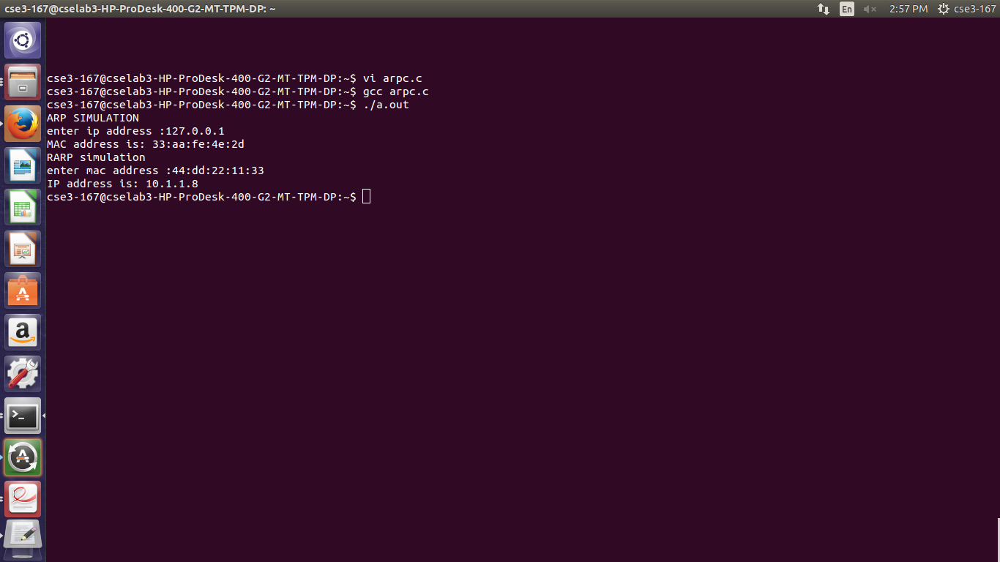 cse3-167@cselab3-HP-ProDesk-400-G2-MT-TPM-DP: ~
En
2:57 PM
cse3-167
cse3-167@cselab3-HP-ProDesk-400-G2-MT-TPM-DP:~$ vi arpc.c
cse3-167@cselab3-HP-ProDesk-400-G2-MT-TPM-DP:~$ gcc arpc.c
cse3-167@cselab3-HP-ProDesk-400-G2-MT-TPM-DP:~$ ./a.out
ARP SIMULATION
enter ip address :127.0.0.1
MAC address is: 33:aa:fe:4e:2d
RARP simulation
enter mac address :44:dd:22:11:33
IP address is: 10.1.1.8
cse3-167@cselab3-HP-ProDesk-400-G2-MT-TPM-DP:~$